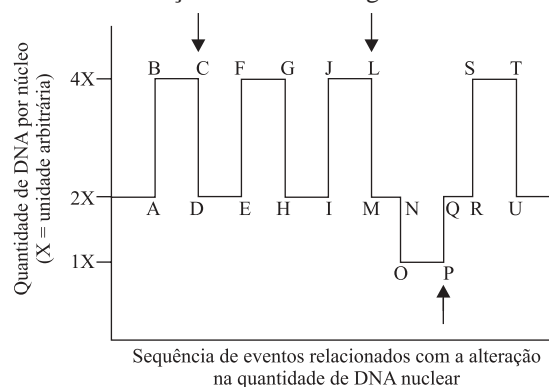 B C F G J L S T
4X
2X
A D E H I M N Q R U
1X
O P
Quantidade de DNA por núcleo
(X = unidade arbitrária)
Sequência de eventos relacionados com a alteração
na quantidade de DNA nuclear